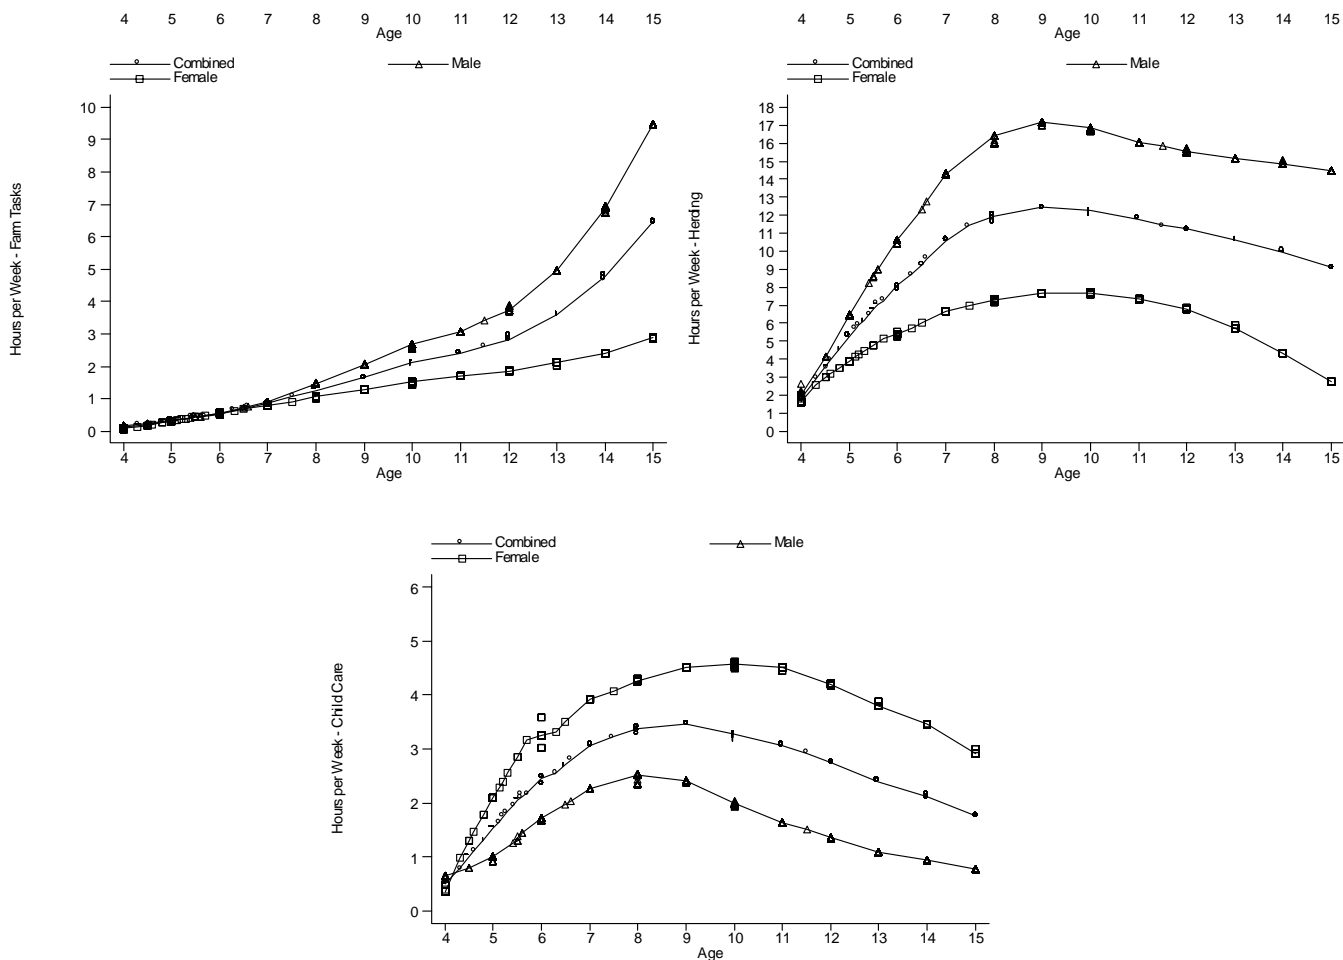 4 5 6 7 8 9 10 11 12 13 14 15
Age
4 5 6 7 8 9 10 11 12 13 14 15
Age
Combined Male
Female
Hours per Week - Farm Tasks
10
9
8
7
6
5
4
3
2
1
0
4 5 6 7 8 9 10 11 12 13 14 15
Age
Combined Male
Female
Hours per Week - Herding
18
17
16
15
14
13
12
11
10
9
8
7
6
5
4
3
2
1
0
4 5 6 7 8 9 10 11 12 13 14 15
Age
Combined Male
Female
Hours per Week - Child Care
6
5
4
3
2
1
0
4 5 6 7 8 9 10 11 12 13 14 15
Age